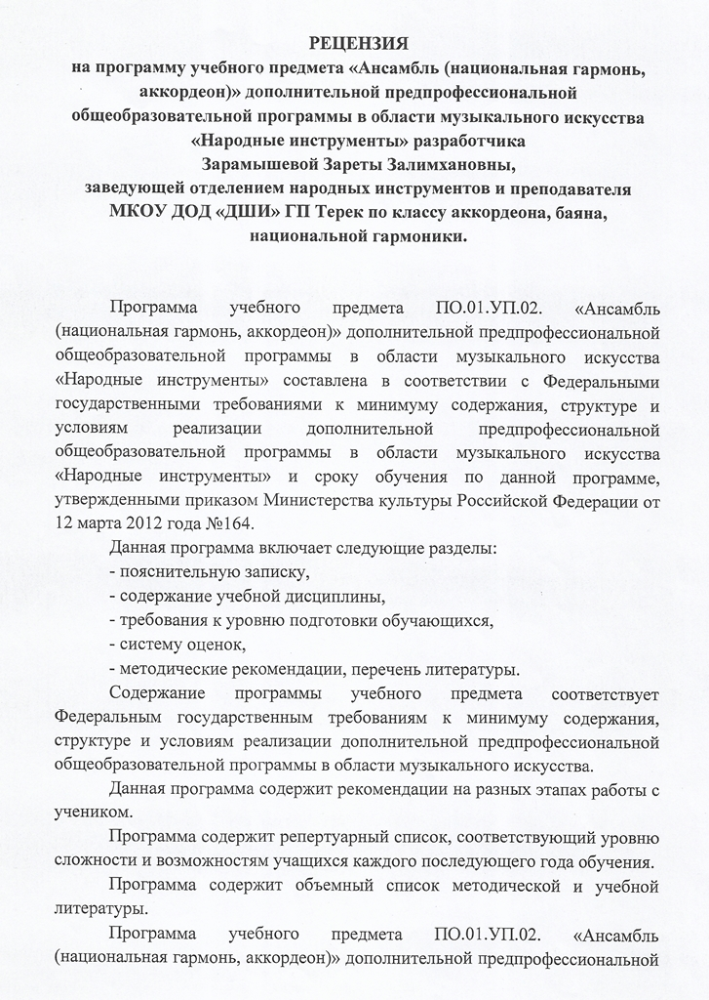 РЕЦЕНЗИЯ
на программу учебного предмета «Ансамбль (национальная гармонь,
аккордеон)» дополнительной предпрофессиональной
общеобразовательной программы в области музыкального искусства
«Народные инструменты» разработчика
Зарамышевой Зареты Залимхановны,
заведующей отделением народных инструментов и преподавателя
МКОУ ДОД «ДШИ» ГП Терек по классу аккордеона, баяна,
национальной гармоники.
Программа учебного предмета ПО.01.УП.02. «Ансамбль
(национальная гармонь, аккордеон)» дополнительной предпрофессиональной
общеобразовательной программы в области музыкального искусства
«Народные инструменты» составлена в соответствии с Федеральными
государственными требованиями к минимуму содержания, структуре и
условиям реализации дополнительной предпрофессиональной
общеобразовательной программы в области музыкального искусства
«Народные инструменты» и сроку обучения по данной программе,
утвержденными приказом Министерства культуры Российской Федерации от
12 марта 2012 года №164.
Данная программа включает следующие разделы:
- пояснительную записку,
- содержание учебной дисциплины,
- требования к уровню подготовки обучающихся,
- систему оценок,
- методические рекомендации, перечень литературы.
Содержание программы учебного предмета соответствует
Федеральным государственным требованиям к минимуму содержания,
структуре и условиям реализации дополнительной предпрофессиональной
общеобразовательной программы в области музыкального искусства.
Данная программа содержит рекомендации на разных этапах работы с
учеником.
Программа содержит репертуарный список, соответствующий уровню
сложности и возможностям учащихся каждого последующего года обучения.
Программа содержит объемный список методической и учебной
литературы.
Программа учебного предмета ПО.01.УП.02. «Ансамбль
(национальная гармонь, аккордеон)» дополнительной предпрофессиональной